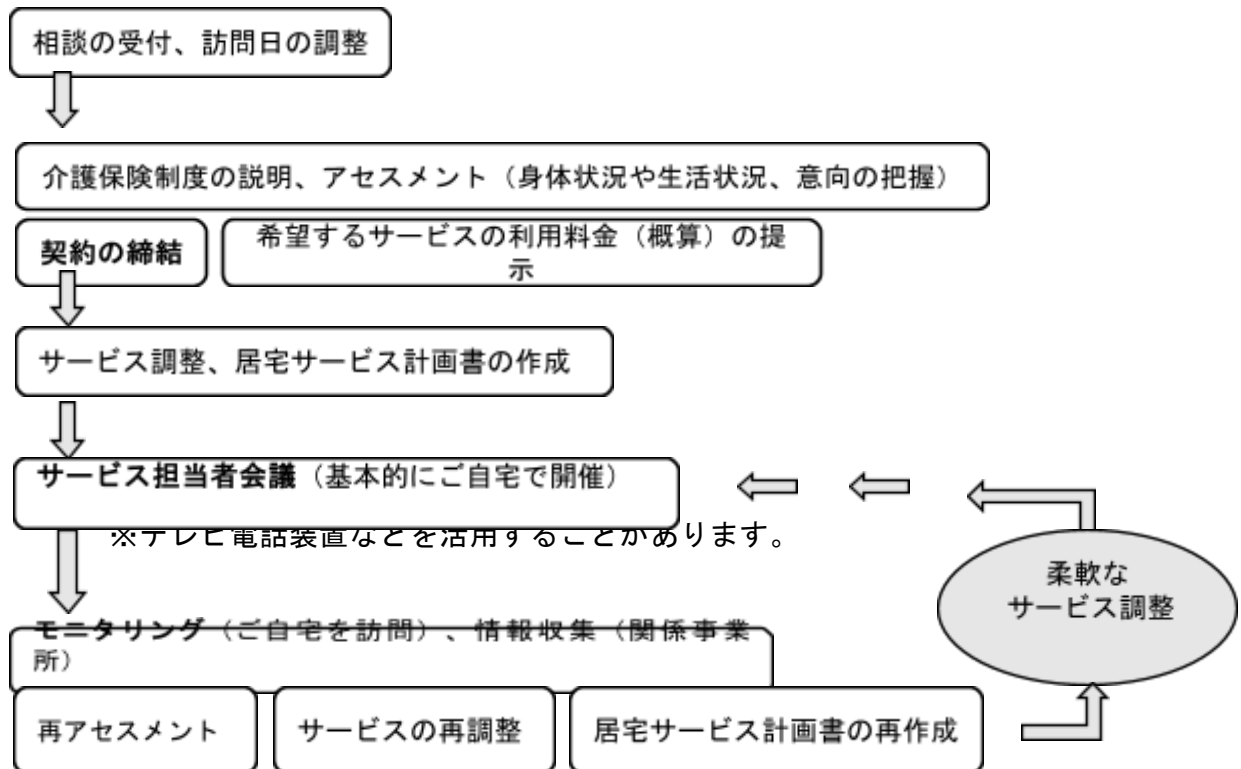 相談の受付、訪問日の調整
介護保険制度の説明、アセスメント（身体状況や生活状況、意向の把握）
契約の締結
希望するサービスの利用料金（概算）の提
示
サービス調整、居宅サービス計画書の作成
サービス担当者会議（基本的にご自宅で開催）
※テレビ電話装置などを活用することがあります。
柔軟な
サービス調整
モニタリング（ご自宅を訪問）、情報収集（関係事業
所）
再アセスメント
サービスの再調整
居宅サービス計画書の再作成